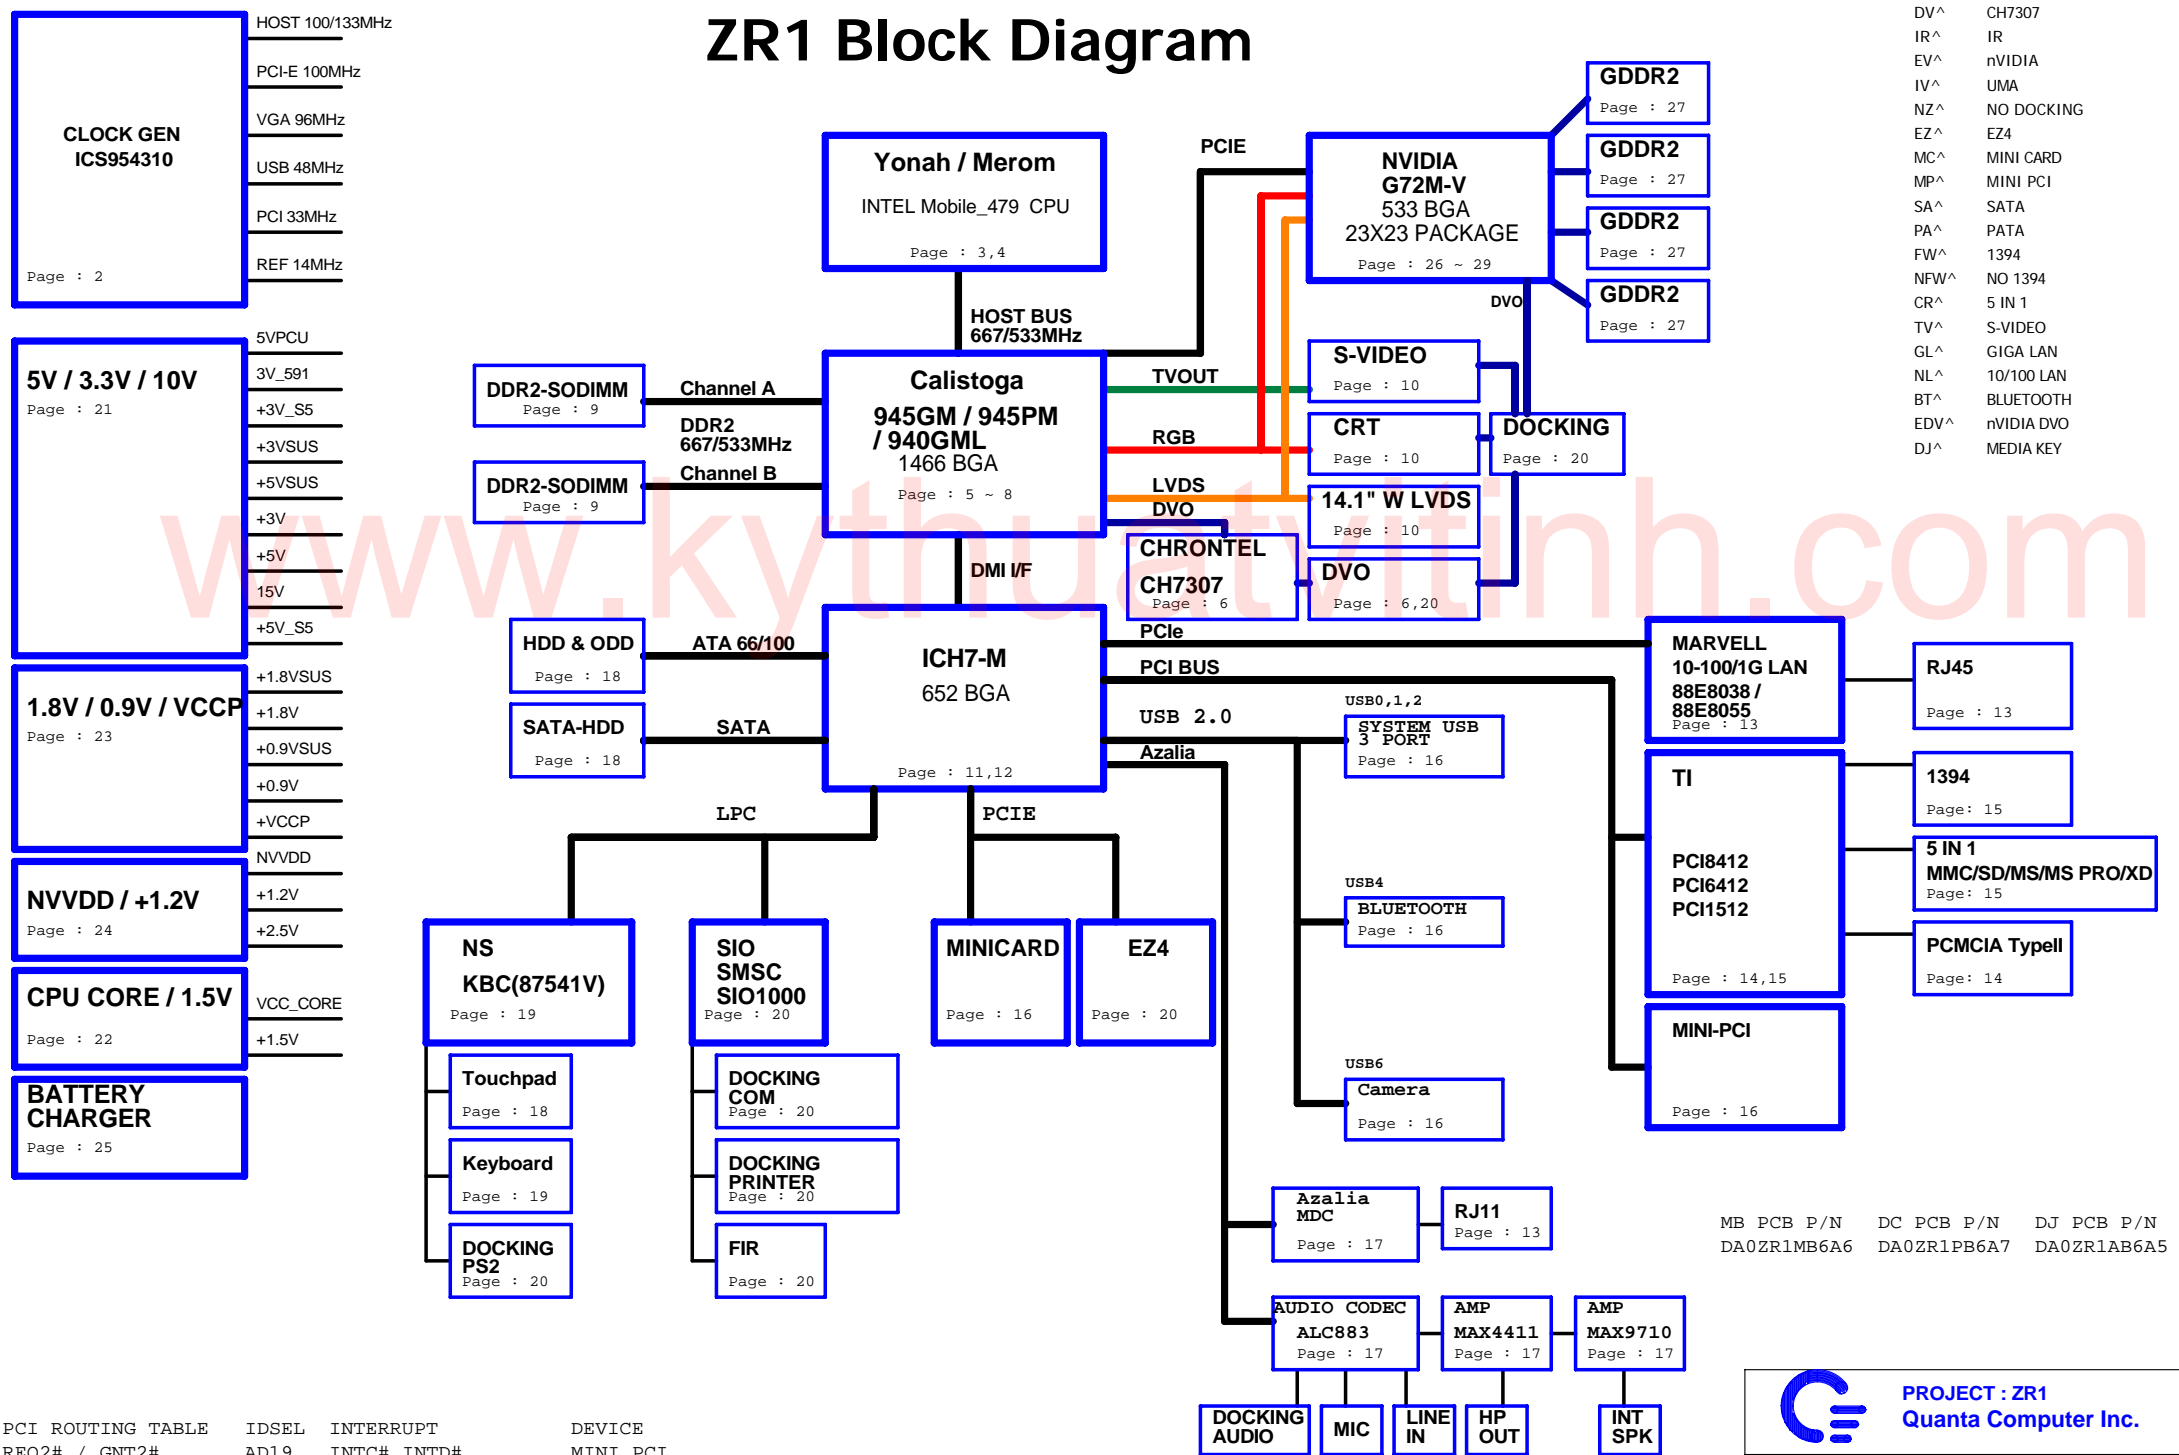 ZR1 Block Diagram
CLOCK GEN
ICS954310
Page : 2
HOST 100/133MHz
PCI-E 100MHz
VGA 96MHz
USB 48MHz
PCI 33MHz
REF 14MHz
5V / 3.3V / 10V
Page : 21
5VPCU
3V_591
+3V_S5
+3VSUS
+5VSUS
+3V
+5V
15V
+5V_S5
1.8V / 0.9V / VCCP
Page : 23
+1.8VSUS
+1.8V
+0.9VSUS
+0.9V
+VCCP
NVVDD / +1.2V
Page : 24
NVVDD
+1.2V
+2.5V
CPU CORE / 1.5V
Page : 22
VCC_CORE
+1.5V
BATTERY
CHARGER
Page : 25
Yonah / Merom
INTEL Mobile_479 CPU
Page : 3,4
HOST BUS
667/533MHz
DDR2-SODIMM
Page : 9
Channel A
DDR2
667/533MHz
Channel B
DDR2-SODIMM
Page : 9
Calistoga
945GM / 945PM
/ 940GML
1466 BGA
Page : 5 ~ 8
PCIE
TVOUT
RGB
LVDS
DVO
DMI I/F
NVIDIA
G72M-V
533 BGA
23X23 PACKAGE
Page : 26 ~ 29
GDDR2
Page : 27
GDDR2
Page : 27
GDDR2
Page : 27
GDDR2
Page : 27
DVO
S-VIDEO
Page : 10
CRT
Page : 10
DOCKING
Page : 20
14.1" W LVDS
Page : 10
CHRONTEL
CH7307
Page : 6
DVO
Page : 6,20
DV^ CH7307
IR^ IR
EV^ nVIDIA
IV^ UMA
NZ^ NO DOCKING
EZ^ EZ4
MC^ MINI CARD
MP^ MINI PCI
SA^ SATA
PA^ PATA
FW^ 1394
NFW^ NO 1394
CR^ 5 IN 1
TV^ S-VIDEO
GL^ GIGA LAN
NL^ 10/100 LAN
BT^ BLUETOOTH
EDV^ nVIDIA DVO
DJ^ MEDIA KEY
www.kythuatvitinh.com
HDD & ODD
Page : 18
ATA 66/100
SATA-HDD
Page : 18
SATA
ICH7-M
652 BGA
Page : 11,12
PCIe
PCI BUS
USB 2.0
Azalia
LPC
PCIE
MARVELL
10-100/1G LAN
88E8038 /
88E8055
Page : 13
RJ45
Page : 13
TI
PCI8412
PCI6412
PCI1512
Page : 14,15
1394
Page: 15
5 IN 1
MMC/SD/MS/MS PRO/XD
Page: 15
PCMCIA TypeII
Page: 14
MINI-PCI
Page : 16
USB0,1,2
SYSTEM USB
3 PORT
Page : 16
USB4
BLUETOOTH
Page : 16
USB6
Camera
Page : 16
NS
KBC(87541V)
Page : 19
SIO
SMSC
SIO1000
Page : 20
MINICARD
Page : 16
EZ4
Page : 20
Touchpad
Page : 18
Keyboard
Page : 19
DOCKING
PS2
Page : 20
DOCKING
COM
Page : 20
DOCKING
PRINTER
Page : 20
FIR
Page : 20
Azalia
MDC
Page : 17
RJ11
Page : 13
AUDIO CODEC
ALC883
Page : 17
AMP
MAX4411
Page : 17
AMP
MAX9710
Page : 17
DOCKING
AUDIO
MIC
LINE
IN
HP
OUT
INT
SPK
MB PCB P/N DC PCB P/N DJ PCB P/N
DA0ZR1MB6A6 DA0ZR1PB6A7 DA0ZR1AB6A5
PROJECT : ZR1
Quanta Computer Inc.
PCI ROUTING TABLE IDSEL INTERRUPT DEVICE
REQ2# / GNT2# AD19 INTC# INTD# MINI PCI